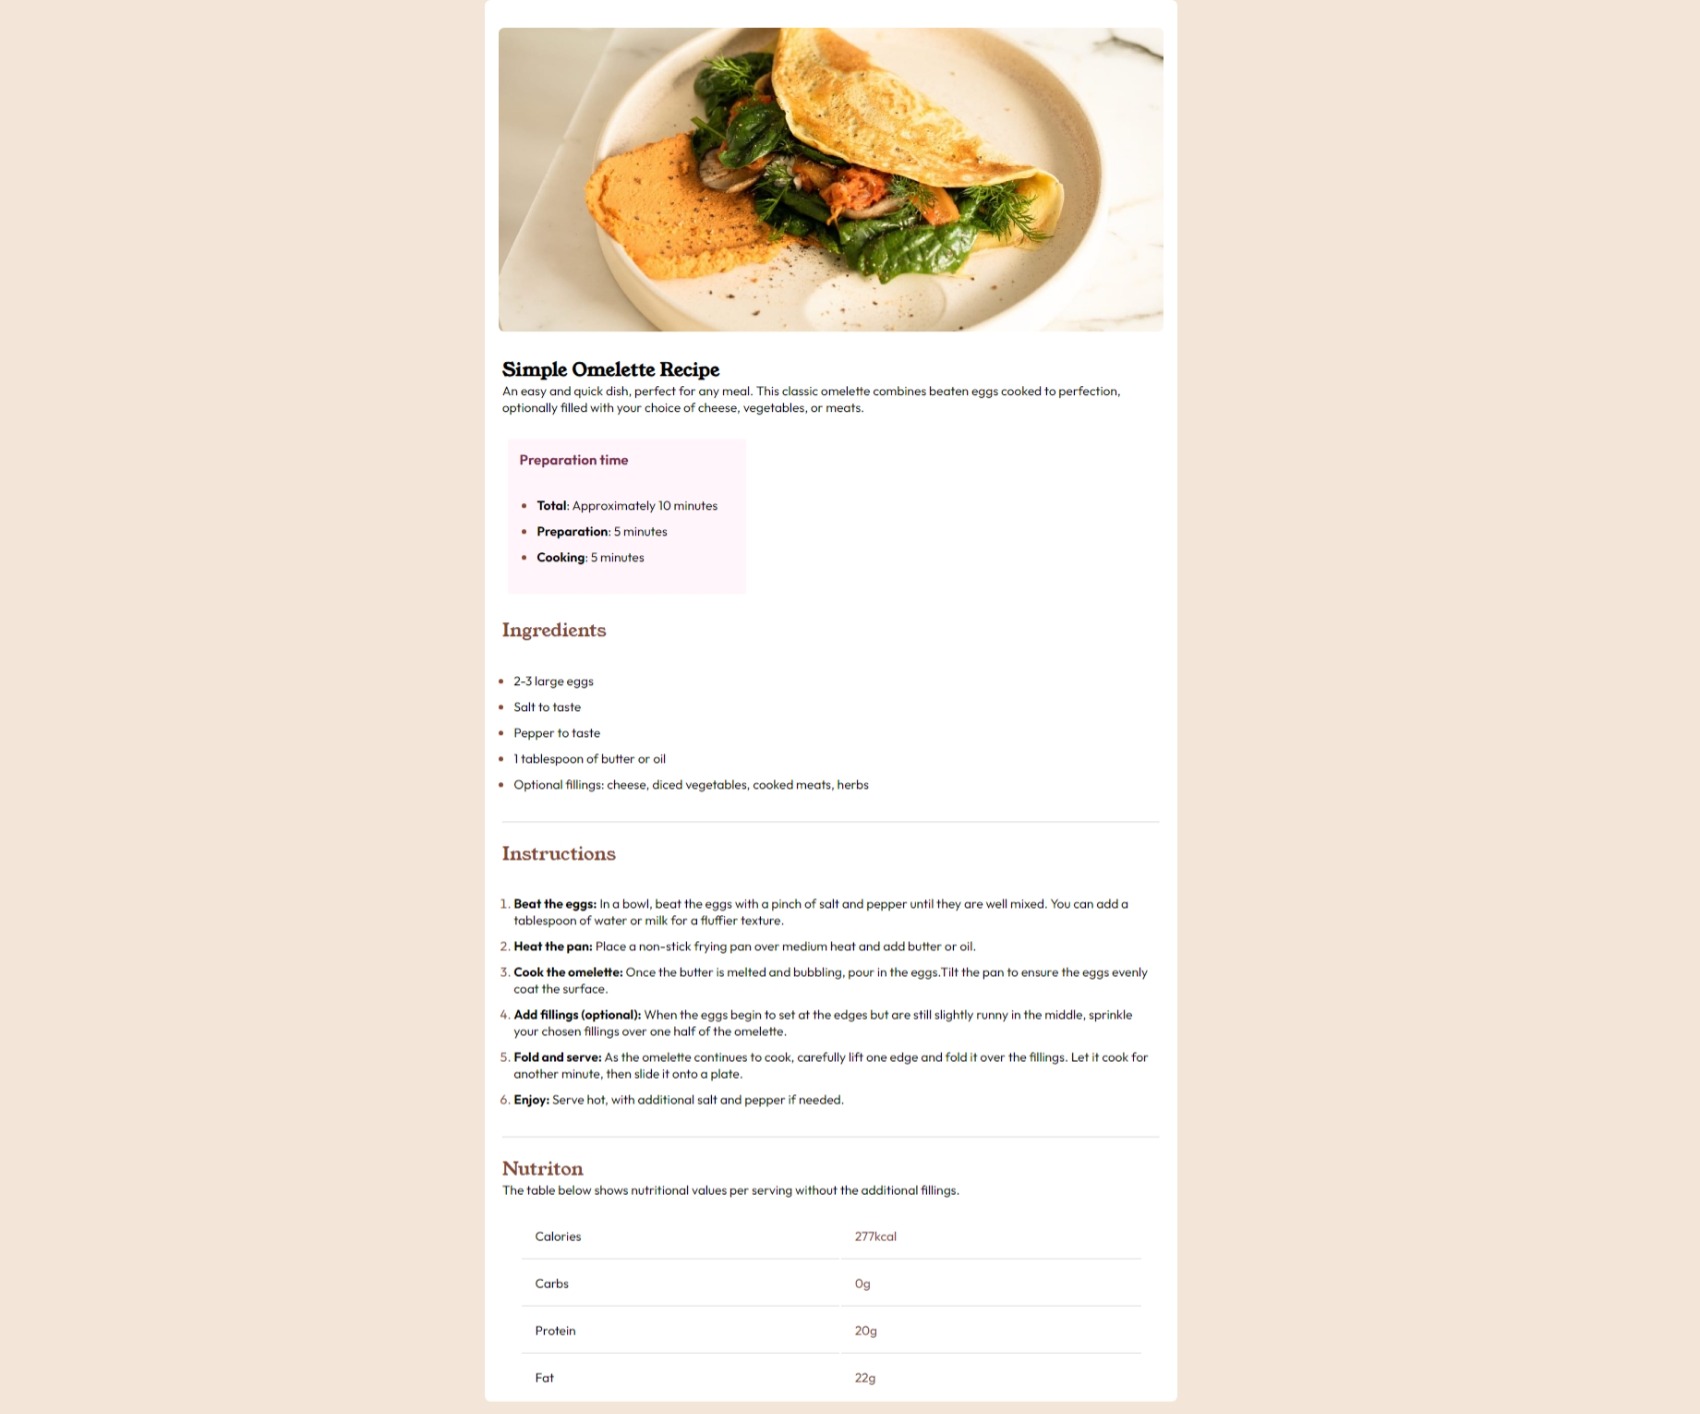 Simple Omelette Recipe
An easy and quick dish, perfect for any meal. This classic omelette combines beaten eggs cooked to perfection,
optionally filled with your choice of cheese, vegetables, or meats.
Preparation time
• Total: Approximately 10 minutes
• Preparation: 5 minutes
• Cooking: 5 minutes
Ingredients
• 2-3 large eggs
• Salt to taste
• Pepper to taste
• 1 tablespoon of butter or oil
• Optional fillings: cheese, diced vegetables, cooked meats, herbs
Instructions
1. Beat the eggs: In a bowl, beat the eggs with a pinch of salt and pepper until they are well mixed. You can add a
tablespoon of water or milk for a fluffier texture.
2. Heat the pan: Place a non-stick frying pan over medium heat and add butter or oil.
3. Cook the omelette: Once the butter is melted and bubbling, pour in the eggs.Tilt the pan to ensure the eggs evenly
coat the surface.
4. Add fillings (optional): When the eggs begin to set at the edges but are still slightly runny in the middle, sprinkle
your chosen fillings over one half of the omelette.
5. Fold and serve: As the omelette continues to cook, carefully lift one edge and fold it over the fillings. Let it cook for
another minute, then slide it onto a plate.
6. Enjoy: Serve hot, with additional salt and pepper if needed.
Nutriton
The table below shows nutritional values per serving without the additional fillings.
Calories 277kcal
Carbs 0g
Protein 20g
Fat 22g